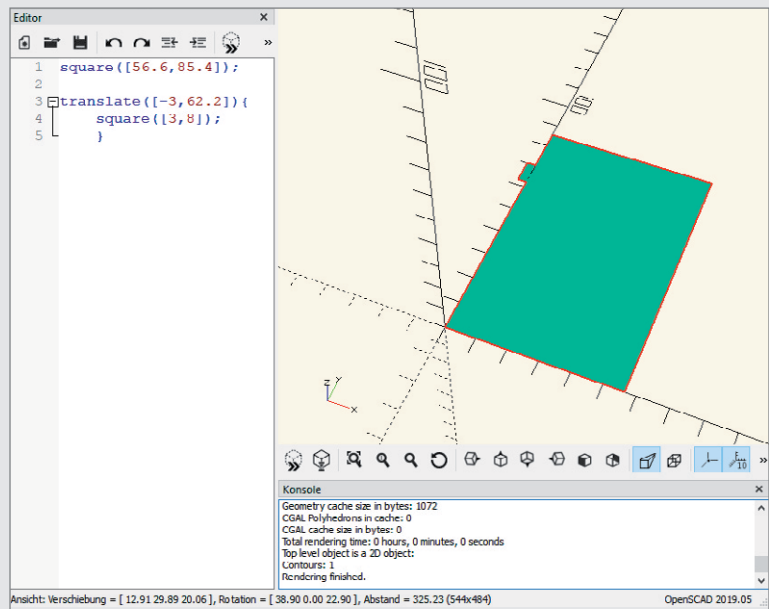 Editor
1 square([56.6,85.4]);
2
3 translate([-3,62.2]){
4 square([3,8]);
5 }
100
100
z y
x
10
Konsole
Geometry cache size in bytes: 1072
CGAL Polyhedrons in cache: 0
CGAL cache size in bytes: 0
Total rendering time: 0 hours, 0 minutes, 0 seconds
Top level object is a 2D object:
Contours: 1
Rendering finished.
Ansicht: Verschiebung = [ 12.91 29.89 20.06 ], Rotation = [ 38.90 0.00 22.90 ], Abstand = 325.23 (544x484)
OpenSCAD 2019.05